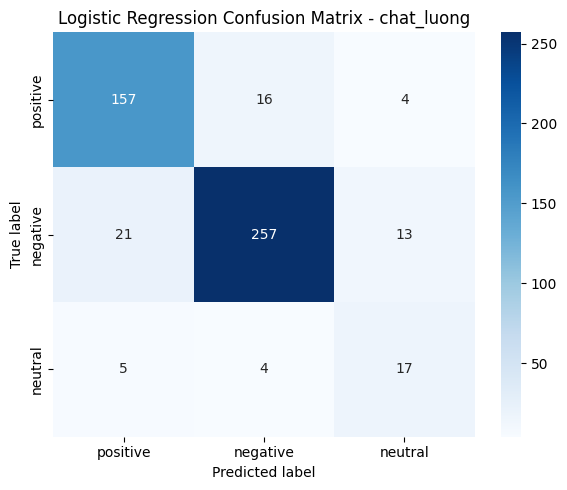 Logistic Regression Confusion Matrix - chat_luong
positive
157
16
4
negative
21
257
13
neutral
5
4
17
positive
negative
neutral
True label
Predicted label
250
200
150
100
50